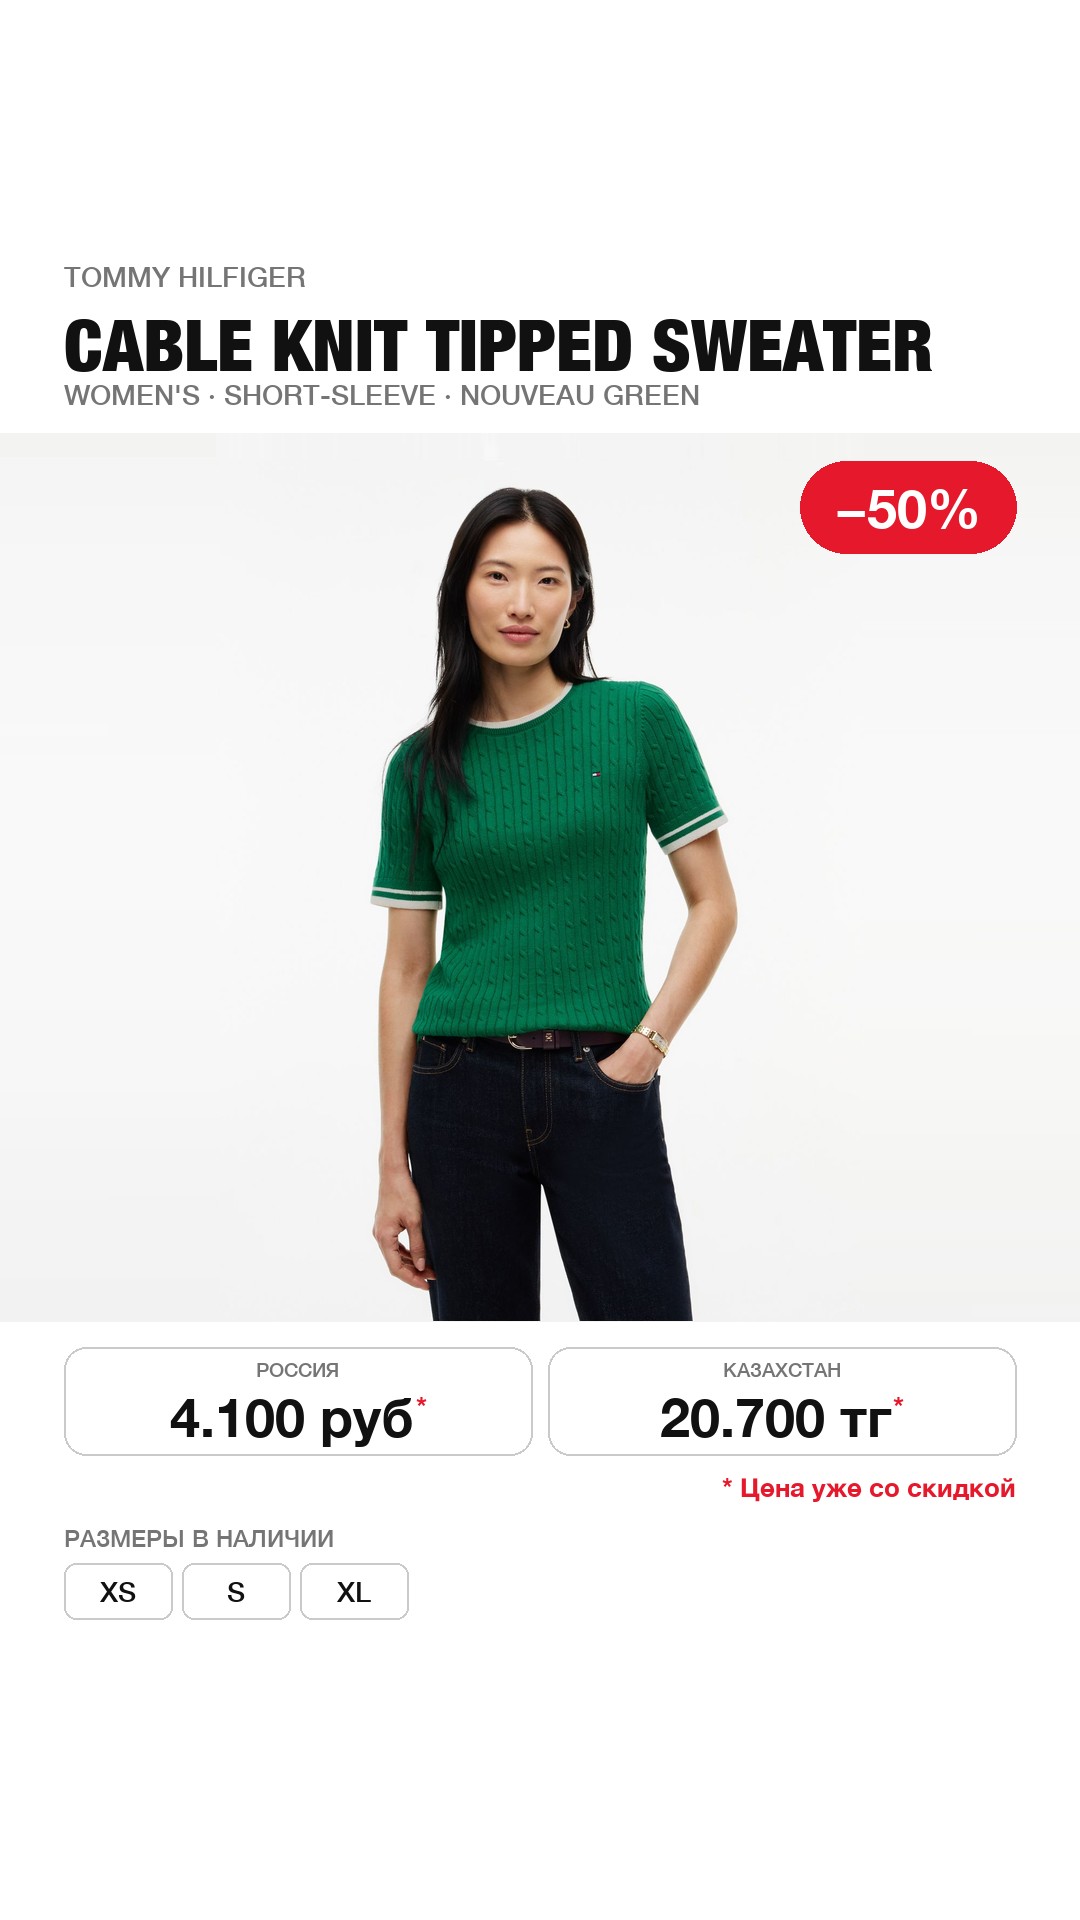 TOMMY HILFIGER
CABLE KNIT TIPPED SWEATER
WOMEN'S · SHORT-SLEEVE · NOUVEAU GREEN
–50%
РОССИЯ
4.100 руб*
КАЗАХСТАН
20.700 тг*
* Цена уже со скидкой
РАЗМЕРЫ В НАЛИЧИИ
XS
S
XL